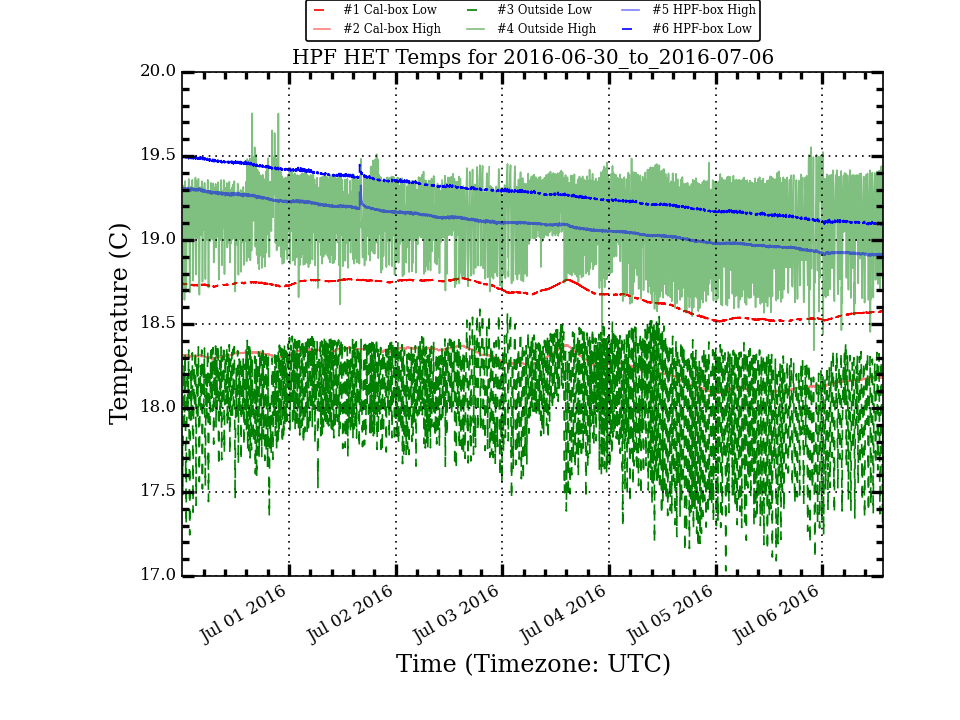 #1 Cal-box Low #3 Outside Low #5 HPF-box High
#2 Cal-box High #4 Outside High #6 HPF-box Low
HPF HET Temps for 2016-06-30_to_2016-07-06
20.0
19.5
19.0
18.5
18.0
17.5
17.0
Temperature (C)
Jul 01 2016 Jul 02 2016 Jul 03 2016 Jul 04 2016 Jul 05 2016 Jul 06 2016
Time (Timezone: UTC)